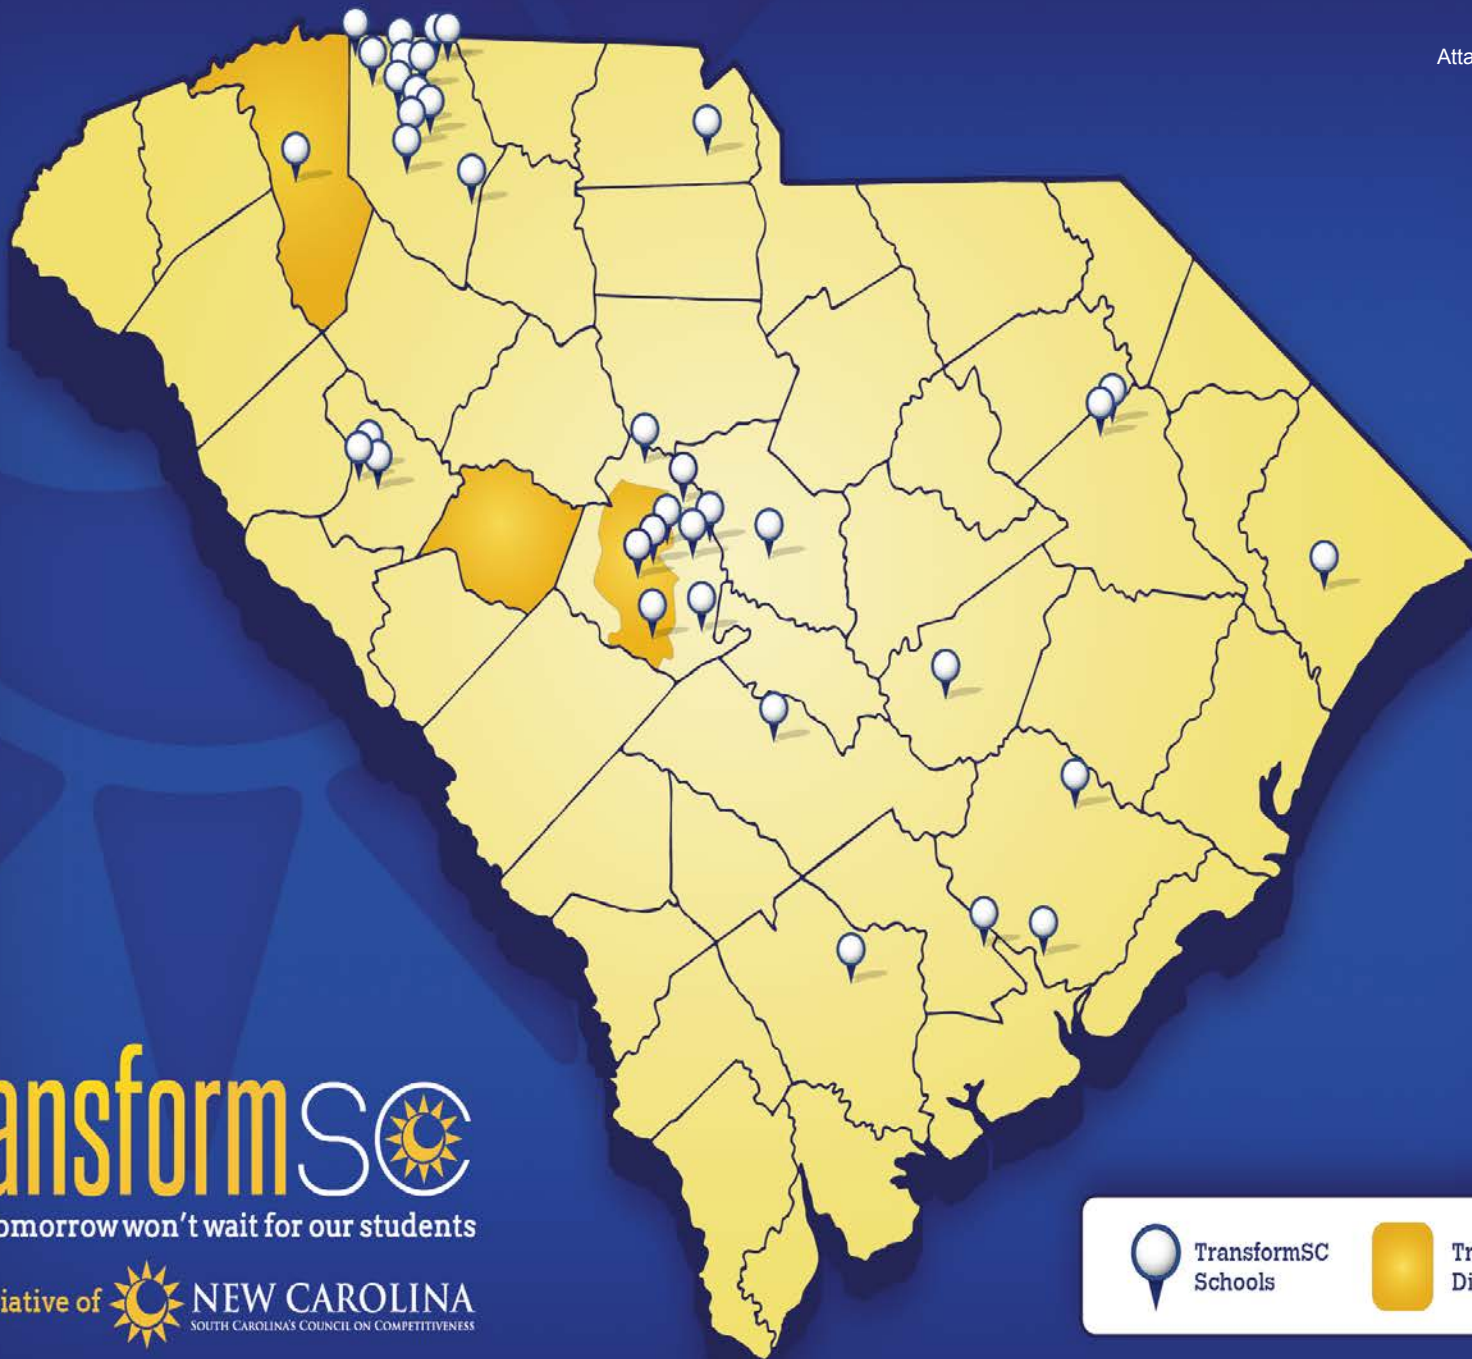 Atta
ansformSC
omorrow won't wait for our students
iative of NEW CAROLINA
SOUTH CAROLINA'S COUNCIL ON COMPETITIVENESS
TransformSC
Schools
Tr
Di